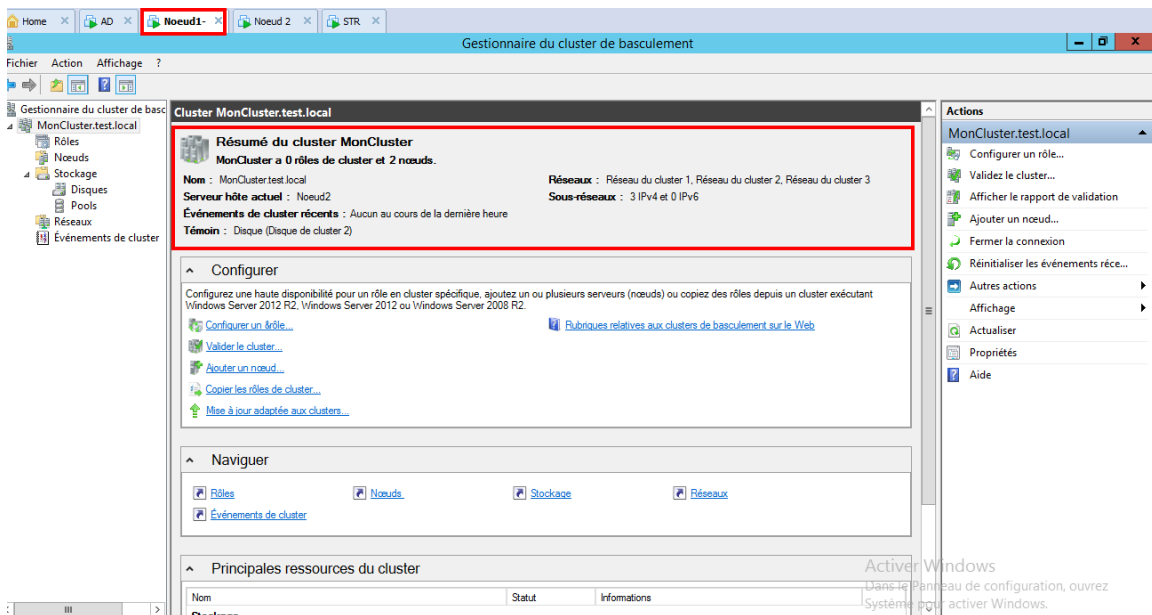 Home
AD
Noeud1-
Noeud 2
STR
Gestionnaire du cluster de basculement
Fichier Action Affichage ?
Gestionnaire du cluster de basc
MonCluster.test.local
Rôles
Nœuds
Stockage
Disques
Pools
Réseaux
Événements de cluster
Cluster MonCluster.test.local
Résumé du cluster MonCluster
MonCluster a 0 rôles de cluster et 2 nœuds.
Nom : MonCluster.test.local
Serveur hôte actuel : Noeud2
Événements de cluster récents : Aucun au cours de la dernière heure
Témoin : Disque (Disque de cluster 2)
Réseaux : Réseau du cluster 1, Réseau du cluster 2, Réseau du cluster 3
Sous-réseaux : 3 IPv4 et 0 IPv6
Configurer
Configurez une haute disponibilité pour un rôle en cluster spécifique, ajoutez un ou plusieurs serveurs (nœuds) ou copiez des rôles depuis un cluster exécutant
Windows Server 2012 R2, Windows Server 2012 ou Windows Server 2008 R2.
Configurer un &rôle...
Valider le cluster...
Ajouter un nœud...
Copier les rôles de cluster...
Mise à jour adaptée aux clusters...
Rubriques relatives aux clusters de basculement sur le Web
Naviguer
Rôles
Nœuds
Stockage
Réseaux
Événements de cluster
Principales ressources du cluster
Nom Statut Informations
Actions
MonCluster.test.local
Configurer un rôle...
Validez le cluster...
Afficher le rapport de validation
Ajouter un nœud...
Fermer la connexion
Réinitialiser les événements réce...
Autres actions
Affichage
Actualiser
Propriétés
Aide
Activer Windows
Dans le Panneau de configuration, ouvrez
Système pour activer Windows.